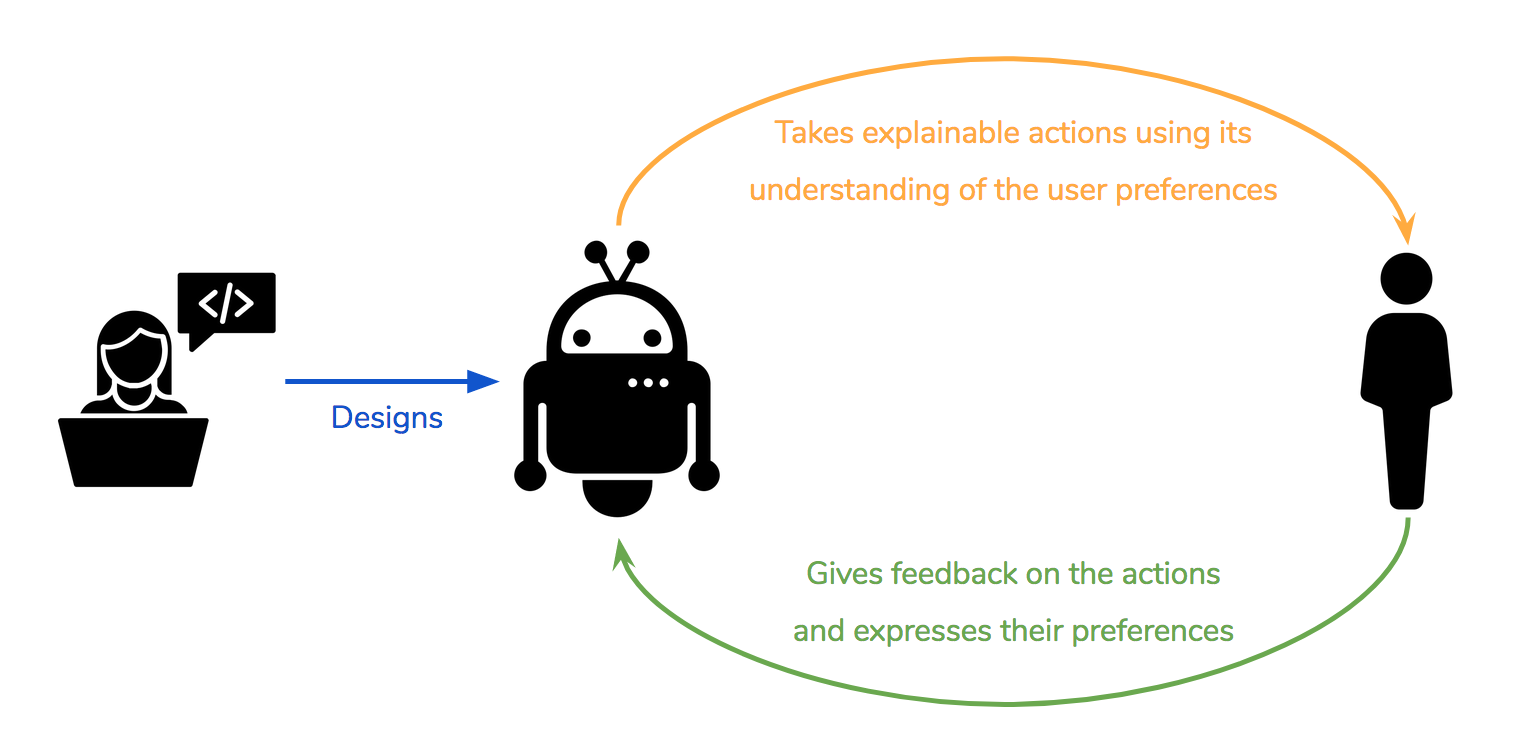 Takes explainable actions using its
understanding of the user preferences
</>
Designs
Gives feedback on the actions
and expresses their preferences